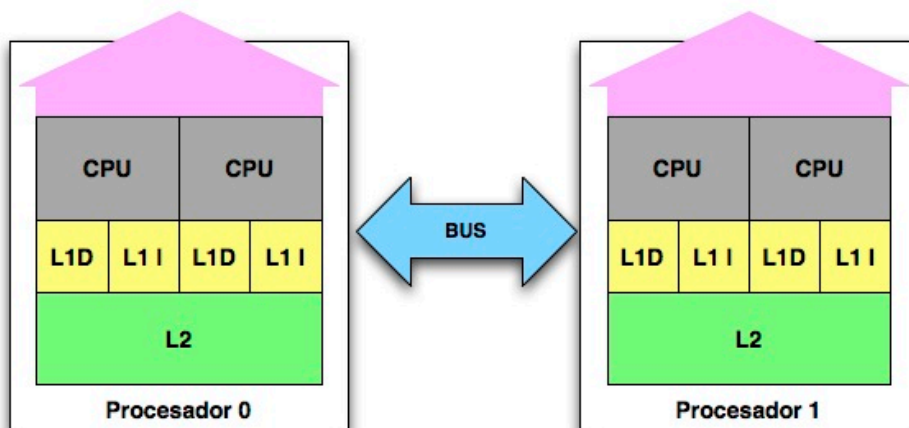 CPU CPU
L1D L1 I L1D L1 I
L2
Procesador 0
BUS
CPU CPU
L1D L1 I L1D L1 I
L2
Procesador 1